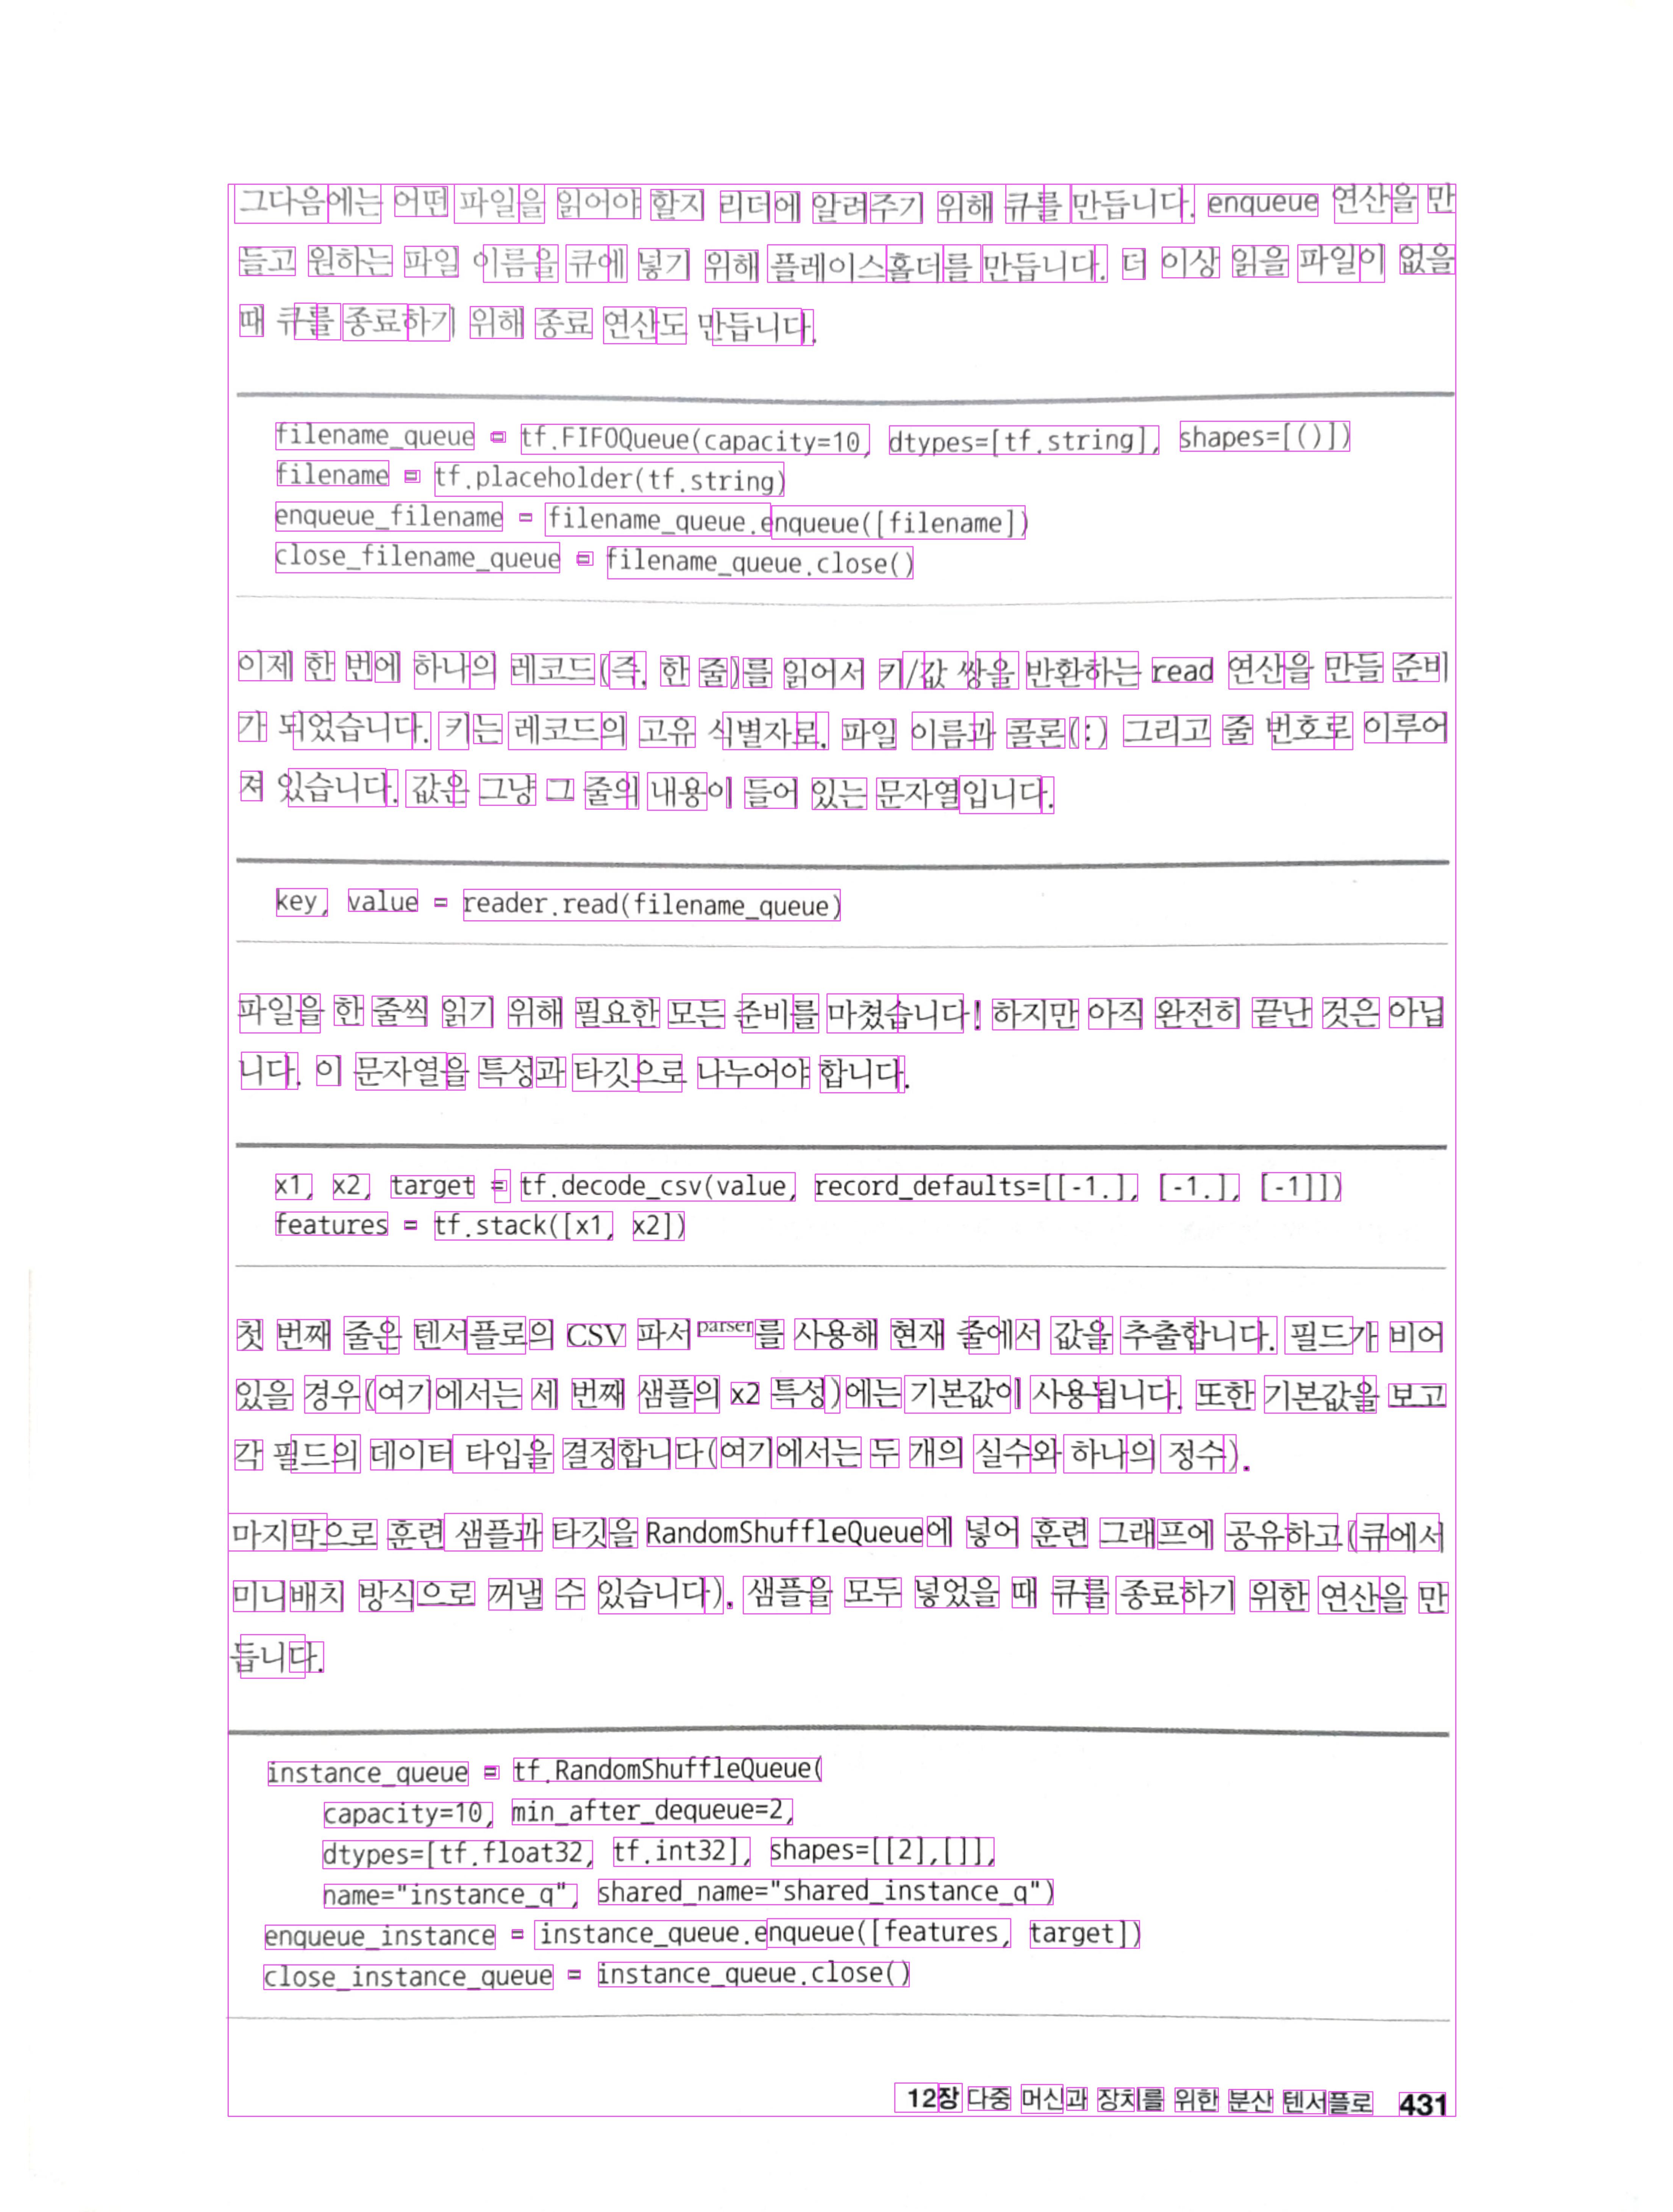 그다음에는 어떤 파일을 읽어야 할지 리더에 알려주기 위해 큐를 만듭니다. enqueue 연산을 만
들고 원하는 파일 이름을 큐에 넣기 위해 플레이스홀더를 만듭니다. 더 이상 읽을 파일이 없을
때 큐를 종료하기 위해 종료 연산도 만듭니다.
filename_queue = tf.FIFOQueue(capacity=10, dtypes=[tf.string], shapes=[()])
filename = tf.placeholder(tf.string)
enqueue_filename = filename_queue.enqueue([filename])
close_filename_queue = filename_queue.close()
이제 한 번에 하나의 레코드(즉, 한 줄)를 읽어서 키/값 쌍을 반환하는 read 연산을 만들 준비
가 되었습니다. 키는 레코드의 고유 식별자로, 파일 이름과 콜론(:) 그리고 줄 번호로 이루어
져 있습니다. 값은 그냥 그 줄의 내용이 들어 있는 문자열입니다.
key, value = reader.read(filename_queue)
파일을 한 줄씩 읽기 위해 필요한 모든 준비를 마쳤습니다! 하지만 아직 완전히 끝난 것은 아닙
니다. 이 문자열을 특성과 타깃으로 나누어야 합니다.
x1, x2, target = tf.decode_csv(value, record_defaults=[[-1.], [-1.], [-1]])
features = tf.stack([x1, x2])
첫 번째 줄은 텐서플로의 CSV 파서parser를 사용해 현재 줄에서 값을 추출합니다. 필드가 비어
있을 경우(여기에서는 세 번째 샘플의 x2 특성)에는 기본값이 사용됩니다. 또한 기본값을 보고
각 필드의 데이터 타입을 결정합니다(여기에서는 두 개의 실수와 하나의 정수).
마지막으로 훈련 샘플과 타깃을 RandomShuffleQueue에 넣어 훈련 그래프에 공유하고(큐에서
미니배치 방식으로 꺼낼 수 있습니다). 샘플을 모두 넣었을 때 큐를 종료하기 위한 연산을 만
듭니다.
instance_queue = tf.RandomShuffleQueue(
capacity=10, min_after_dequeue=2,
dtypes=[tf.float32, tf.int32], shapes=[[2],[]],
name="instance_q", shared_name="shared_instance_q")
enqueue_instance = instance_queue.enqueue([features, target])
close_instance_queue = instance_queue.close()
12장 다중 머신과 장치를 위한 분산 텐서플로 431